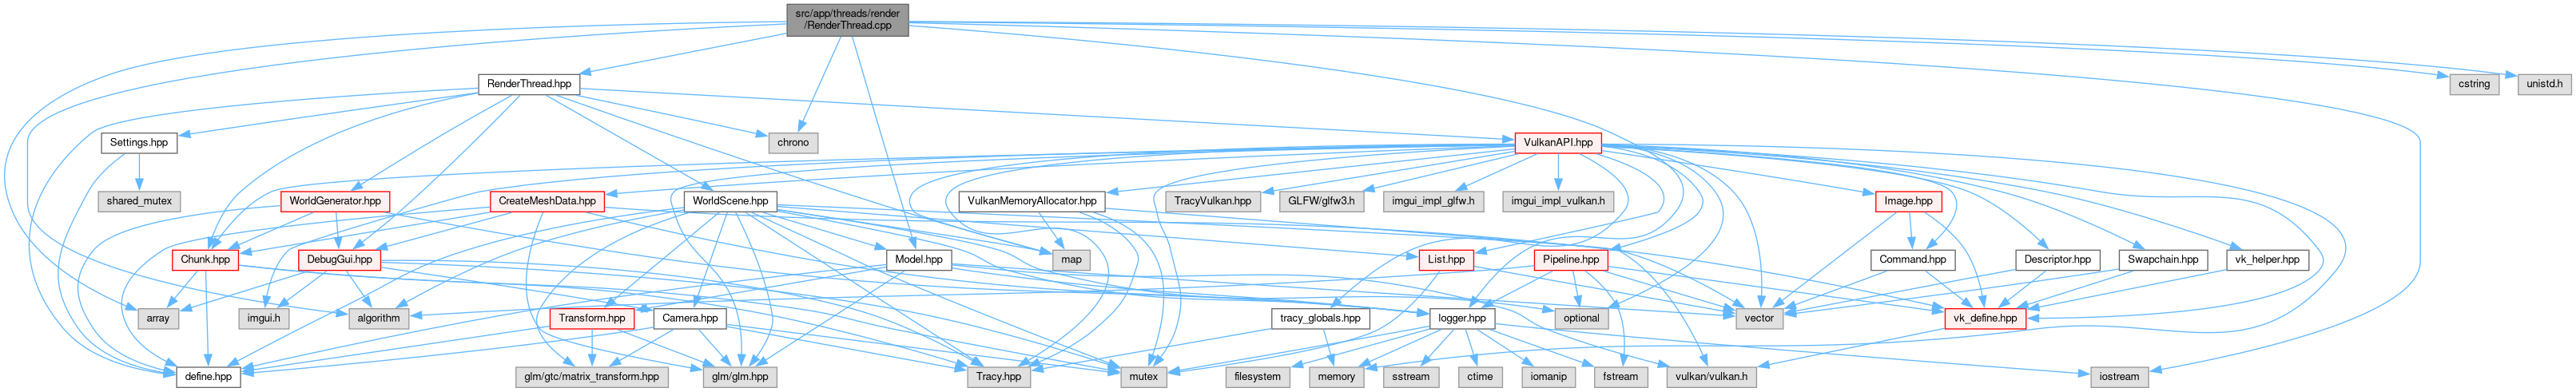 src/app/threads/render
/RenderThread.cpp
RenderThread.hpp
cstring
unistd.h
Settings.hpp
chrono
VulkanAPI.hpp
shared_mutex
WorldGenerator.hpp
CreateMeshData.hpp
WorldScene.hpp
VulkanMemoryAllocator.hpp
TracyVulkan.hpp
GLFW/glfw3.h
imgui_impl_glfw.h
imgui_impl_vulkan.h
Image.hpp
Chunk.hpp
DebugGui.hpp
Model.hpp
map
List.hpp
Pipeline.hpp
Command.hpp
Descriptor.hpp
Swapchain.hpp
vk_helper.hpp
array
imgui.h
algorithm
Transform.hpp
Camera.hpp
tracy_globals.hpp
logger.hpp
optional
vector
vk_define.hpp
define.hpp
glm/gtc/matrix_transform.hpp
glm/glm.hpp
Tracy.hpp
mutex
filesystem
memory
sstream
ctime
iomanip
fstream
vulkan/vulkan.h
iostream